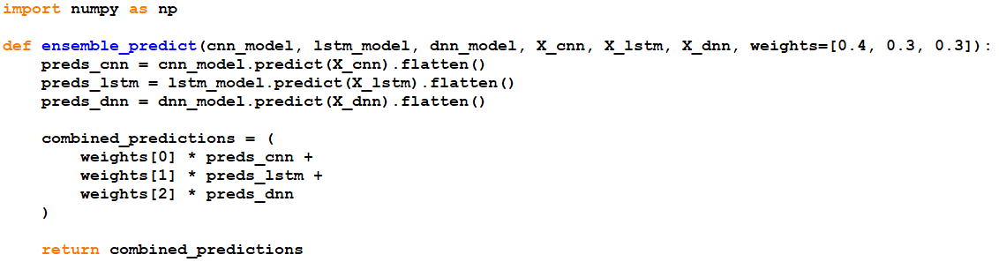 import numpy as np
def ensemble_predict(cnn_model, lstm_model, dnn_model, X_cnn, X_lstm, X_dnn, weights=[0.4, 0.3, 0.3]):
    preds_cnn = cnn_model.predict(X_cnn).flatten()
    preds_lstm = lstm_model.predict(X_lstm).flatten()
    preds_dnn = dnn_model.predict(X_dnn).flatten()
    combined_predictions = (
        weights[0] * preds_cnn +
        weights[1] * preds_lstm +
        weights[2] * preds_dnn
    )
    return combined_predictions